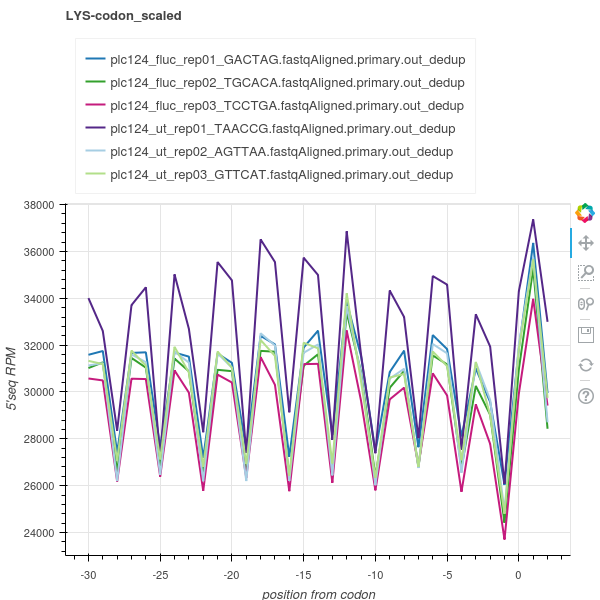 LYS-codon_scaled
plc124_fluc_rep01_GACTAG.fastqAligned.primary.out_dedup
plc124_fluc_rep02_TGCACA.fastqAligned.primary.out_dedup
plc124_fluc_rep03_TCCTGA.fastqAligned.primary.out_dedup
plc124_ut_rep01_TAACCG.fastqAligned.primary.out_dedup
plc124_ut_rep02_AGTTAA.fastqAligned.primary.out_dedup
plc124_ut_rep03_GTTCAT.fastqAligned.primary.out_dedup
38000
36000
34000
32000
30000
28000
26000
24000
5'seq RPM
-30 -25 -20 -15 -10 -5 0
position from codon